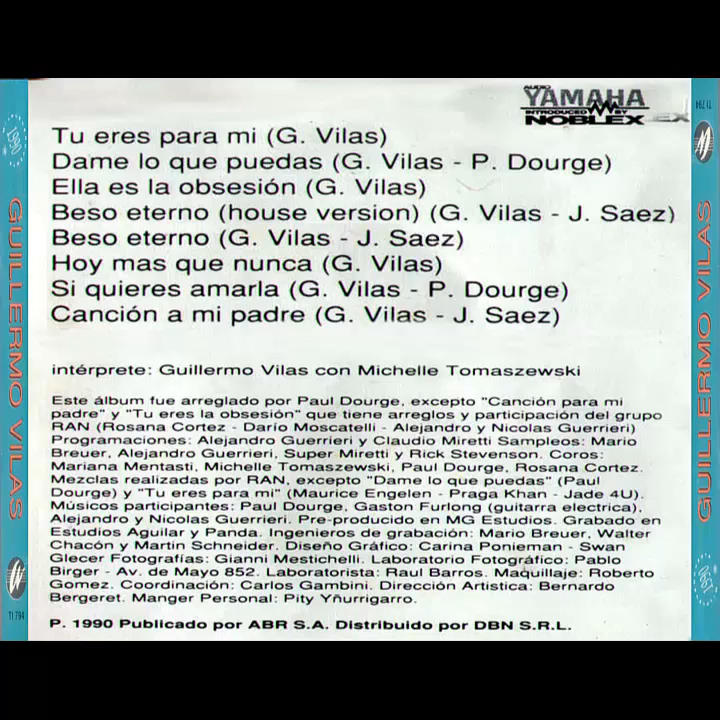 AUDIO
YAMAHA
INTRODUCED BY
NOBLEX
Tu eres para mi (G. Vilas)
Dame lo que puedas (G. Vilas - P. Dourge)
Ella es la obsesión (G. Vilas)
Beso eterno (house version) (G. Vilas - J. Saez)
Beso eterno (G. Vilas - J. Saez)
Hoy mas que nunca (G. Vilas)
Si quieres amarla (G. Vilas - P. Dourge)
Canción a mi padre (G. Vilas - J. Saez)
intérprete: Guillermo Vilas con Michelle Tomaszewski
Este álbum fue arreglado por Paul Dourge, excepto "Canción para mi
padre" y "Tu eres la obsesión" que tiene arreglos y participación del grupo
RAN (Rosana Cortez - Darío Moscatelli - Alejandro y Nicolas Guerrieri)
Programaciones: Alejandro Guerrieri y Claudio Miretti Sampleos: Mario
Breuer, Alejandro Guerrieri, Super Miretti y Rick Stevenson. Coros:
Mariana Mentasti, Michelle Tomaszewski, Paul Dourge, Rosana Cortez.
Mezclas realizadas por RAN, excepto "Dame lo que puedas" (Paul
Dourge) y "Tu eres para mi" (Maurice Engelen - Praga Khan - Jade 4U).
Músicos participantes: Paul Dourge, Gaston Furlong (guitarra electrica),
Alejandro y Nicolas Guerrieri. Pre-producido en MG Estudios. Grabado en
Estudios Aguilar y Panda. Ingenieros de grabación: Mario Breuer, Walter
Chacón y Martin Schneider. Diseño Gráfico: Carina Ponieman - Swan
Glecer Fotografías: Gianni Mestichelli. Laboratorio Fotográfico: Pablo
Birger - Av. de Mayo 852. Laboratorista: Raul Barros. Maquillaje: Roberto
Gomez. Coordinación: Carlos Gambini. Dirección Artistica: Bernardo
Bergeret. Manger Personal: Pity Yñurrigarro.
P. 1990 Publicado por ABR S.A. Distribuido por DBN S.R.L.
1990
GUILLERMO VILAS
TI 794
TI 794
GUILLERMO VILAS
1990